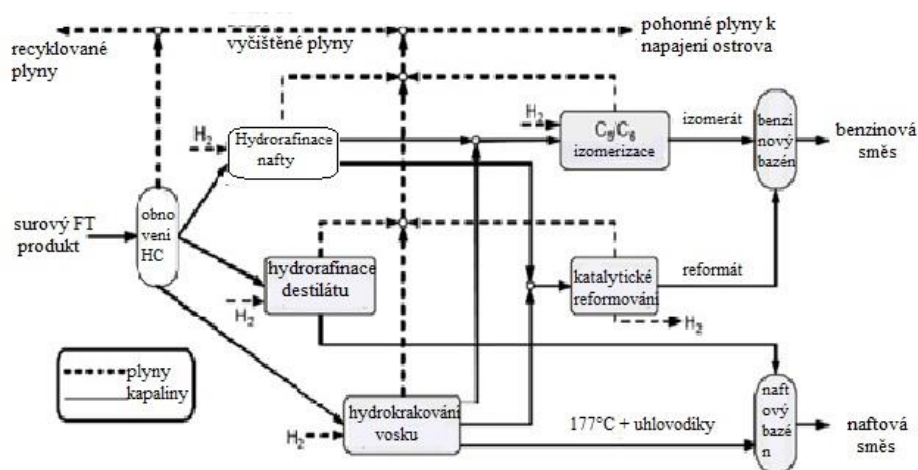 recyklované
plyny
vyčištěné plyny
pohonné plyny k
napajení ostrova
H₂
Hydrorafinace
nafty
H₂
C₅/C₆
izomerizace
izomerát
benzi
nový
bazén
benzinová
směs
surový FT
produkt
obno
vení
HC
hydrorafinace
destilátu
H₂
katalytické
reformování
reformát
H₂
plyny
kapaliny
H₂
hydrokrakování
vosku
177°C + uhlovodíky
naft
ový
bazé
n
naftová
směs